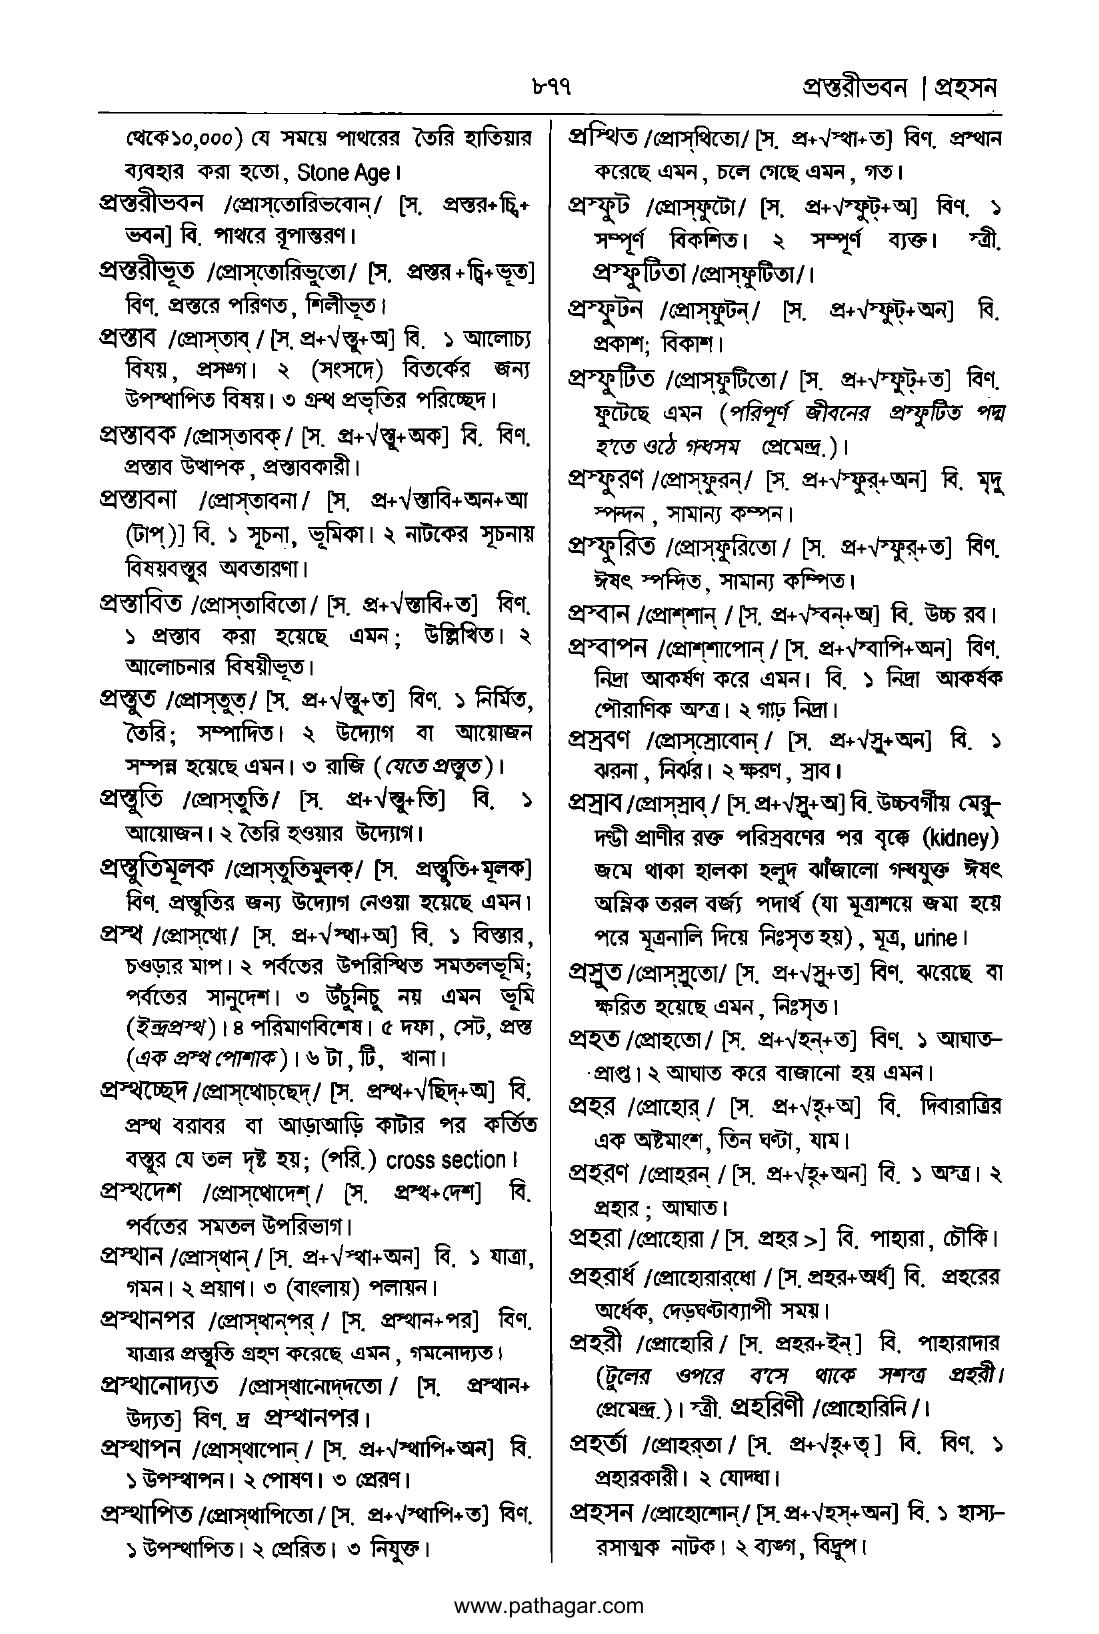 ৮৭৭
প্রস্তরীভবন | প্রহসন
থেকে১০,০০০) যে সময়ে পাথরের তৈরি হাতিয়ার
ব্যবহার করা হতো, Stone Age।
প্রস্তরীভবন /প্রোস্‌তোরিভবোন্/ [স. প্রস্তর+চ্বি+
ভবন] বি. পাথরে রূপান্তরণ।
প্রস্তরীভূত /প্রোস্‌তোরিভুতো/ [স. প্রস্তর+চ্বি+ভূত]
বিণ. প্রস্তরে পরিণত, শিলীভূত।
প্রস্তাব /প্রোস্‌তাব্/ [স. প্র+√স্তু+অ] বি. ১ আলোচ্য
বিষয়, প্রসঙ্গ। ২ (সংসদে) বিতর্কের জন্য
উপস্থাপিত বিষয়। ৩ গ্রন্থ প্রভৃতির পরিচ্ছেদ।
প্রস্তাবক /প্রোস্‌তাবক্/ [স. প্র+√স্তু+অক] বি. বিণ.
প্রস্তাব উত্থাপক, প্রস্তাবকারী।
প্রস্তাবনা /প্রোস্‌তাবনা/ [স. প্র+√স্তাবি+অন+আ
(টাপ্)] বি. ১ সূচনা, ভূমিকা। ২ নাটকের সূচনায়
বিষয়বস্তুর অবতারণা।
প্রস্তাবিত /প্রোস্‌তাবিতো/ [স. প্র+√স্তাবি+ত] বিণ.
১ প্রস্তাব করা হয়েছে এমন; উল্লিখিত। ২
আলোচনার বিষয়ীভূত।
প্রস্তুত /প্রোস্‌তুত্/ [স. প্র+√স্তু+ত] বিণ. ১ নির্মিত,
তৈরি; সম্পাদিত। ২ উদ্যোগ বা আয়োজন
সম্পন্ন হয়েছে এমন। ৩ রাজি (যেতে প্রস্তুত)।
প্রস্তুতি /প্রোস্‌তুতি/ [স. প্র+√স্তু+তি] বি. ১
আয়োজন। ২ তৈরি হওয়ার উদ্যোগ।
প্রস্তুতিমূলক /প্রোস্‌তুতিমুলক্/ [স. প্রস্তুতি+মূলক]
বিণ. প্রস্তুতির জন্য উদ্যোগ নেওয়া হয়েছে এমন।
প্রস্থ /প্রোস্‌থো/ [স. প্র+√স্থা+অ] বি. ১ বিস্তার,
চওড়ার মাপ। ২ পর্বতের উপরিস্থিত সমতলভূমি;
পর্বতের সানুদেশ। ৩ উঁচুনিচু নয় এমন ভূমি
(ইন্দ্রপ্রস্থ)। ৪ পরিমাণবিশেষ। ৫ দফা, সেট, প্রস্ত
(এক প্রস্থ পোশাক)। ৬ টা, টি, খানা।
প্রস্থচ্ছেদ /প্রোস্‌থোচ্‌ছেদ্/ [স. প্রস্থ+√ছিদ্+অ] বি.
প্রস্থ বরাবর বা আড়াআড়ি কাটার পর কর্তিত
বস্তুর যে তল দৃষ্ট হয়; (পরি.) cross section।
প্রস্থদেশ /প্রোস্‌থোদেশ্/ [স. প্রস্থ+দেশ] বি.
পর্বতের সমতল উপরিভাগ।
প্রস্থান /প্রোস্‌থান্/ [স. প্র+√স্থা+অন] বি. ১ যাত্রা,
গমন। ২ প্রয়াণ। ৩ (বাংলায়) পলায়ন।
প্রস্থানপর /প্রোস্‌থান্‌পর্/ [স. প্রস্থান+পর] বিণ.
যাত্রার প্রস্তুতি গ্রহণ করেছে এমন, গমনোদ্যত।
প্রস্থানোদ্যত /প্রোস্‌থানোদ্‌দতো/ [স. প্রস্থান+
উদ্যত] বিণ. দ্র প্রস্থানপর।
প্রস্থাপন /প্রোস্‌থাপোন্/ [স. প্র+√স্থাপি+অন] বি.
১ উপস্থাপন। ২ পোষণ। ৩ প্রেরণ।
প্রস্থাপিত /প্রোস্‌থাপিতো/ [স. প্র+√স্থাপি+ত] বিণ.
১ উপস্থাপিত। ২ প্রেরিত। ৩ নিযুক্ত।
প্রস্থিত /প্রোস্‌থিতো/ [স. প্র+√স্থা+ত] বিণ. প্রস্থান
করেছে এমন, চলে গেছে এমন, গত।
প্রস্ফুট /প্রোস্‌ফুটো/ [স. প্র+√স্ফুট্+অ] বিণ. ১
সম্পূর্ণ বিকশিত। ২ সম্পূর্ণ ব্যক্ত। স্ত্রী.
প্রস্ফুটিতা /প্রোস্‌ফুটিতা/।
প্রস্ফুটন /প্রোস্‌ফুটন্/ [স. প্র+√স্ফুট্+অন] বি.
প্রকাশ; বিকাশ।
প্রস্ফুটিত /প্রোস্‌ফুটিতো/ [স. প্র+√স্ফুট্+ত] বিণ.
ফুটেছে এমন (পরিপূর্ণ জীবনের প্রস্ফুটিত পদ্ম
হ'তে ওঠে গন্ধসম প্রেমেন্দ্র.)।
প্রস্ফুরণ /প্রোস্‌ফুরন্/ [স. প্র+√স্ফুর্+অন] বি. মৃদু
স্পন্দন, সামান্য কম্পন।
প্রস্ফুরিত /প্রোস্‌ফুরিতো/ [স. প্র+√স্ফুর্+ত] বিণ.
ঈষৎ স্পন্দিত, সামান্য কম্পিত।
প্রস্বান /প্রোশ্‌শান্/ [স. প্র+√স্বন্+অ] বি. উচ্চ রব।
প্রস্বাপন /প্রোশ্‌শাপোন্/ [স. প্র+√স্বাপি+অন] বিণ.
নিদ্রা আকর্ষণ করে এমন। বি. ১ নিদ্রা আকর্ষক
পৌরাণিক অস্ত্র। ২ গাঢ় নিদ্রা।
প্রস্রবণ /প্রোস্‌স্রোবোন্/ [স. প্র+√স্রু+অন] বি. ১
ঝরনা, নির্ঝর। ২ ক্ষরণ, স্রাব।
প্রস্রাব /প্রোস্‌স্রাব্/ [স. প্র+√স্রু+অ] বি. উচ্চবর্গীয় মেরু-
দণ্ডী প্রাণীর রক্ত পরিস্রবণের পর বৃক্কে (kidney)
জমে থাকা হালকা হলুদ ঝাঁজালো গন্ধযুক্ত ঈষৎ
অম্লিক তরল বর্জ্য পদার্থ (যা মূত্রাশয়ে জমা হয়ে
পরে মূত্রনালি দিয়ে নিঃসৃত হয়), মূত্র, urine।
প্রস্রুত /প্রোস্‌স্রুতো/ [স. প্র+√স্রু+ত] বিণ. ঝরেছে বা
ক্ষরিত হয়েছে এমন, নিঃসৃত।
প্রহত /প্রোহতো/ [স. প্র+√হন্+ত] বিণ. ১ আঘাত-
প্রাপ্ত। ২ আঘাত করে বাজানো হয় এমন।
প্রহর /প্রোহোর্/ [স. প্র+√হৃ+অ] বি. দিবারাত্রির
এক অষ্টমাংশ, তিন ঘণ্টা, যাম।
প্রহরণ /প্রোহরন্/ [স. প্র+√হৃ+অন] বি. ১ অস্ত্র। ২
প্রহার; আঘাত।
প্রহরা /প্রোহোরা/ [স. প্রহর >] বি. পাহারা, চৌকি।
প্রহরার্ধ /প্রোহোরার্‌ধো/ [স. প্রহর+অর্ধ] বি. প্রহরের
অর্ধেক, দেড়ঘণ্টাব্যাপী সময়।
প্রহরী /প্রোহোরি/ [স. প্রহর+ইন্] বি. পাহারাদার
(টুলের ওপরে ব'সে থাকে সশস্ত্র প্রহরী।
প্রেমেন্দ্র.)। স্ত্রী. প্রহরিণী /প্রোহোরিনি/।
প্রহর্তা /প্রোহর্‌তা/ [স. প্র+√হৃ+তৃ] বি. বিণ. ১
প্রহারকারী। ২ যোদ্ধা।
প্রহসন /প্রোহোশোন্/ [স. প্র+√হস্+অন] বি. ১ হাস্য-
রসাত্মক নাটক। ২ ব্যঙ্গ, বিদ্রূপ।
www.pathagar.com